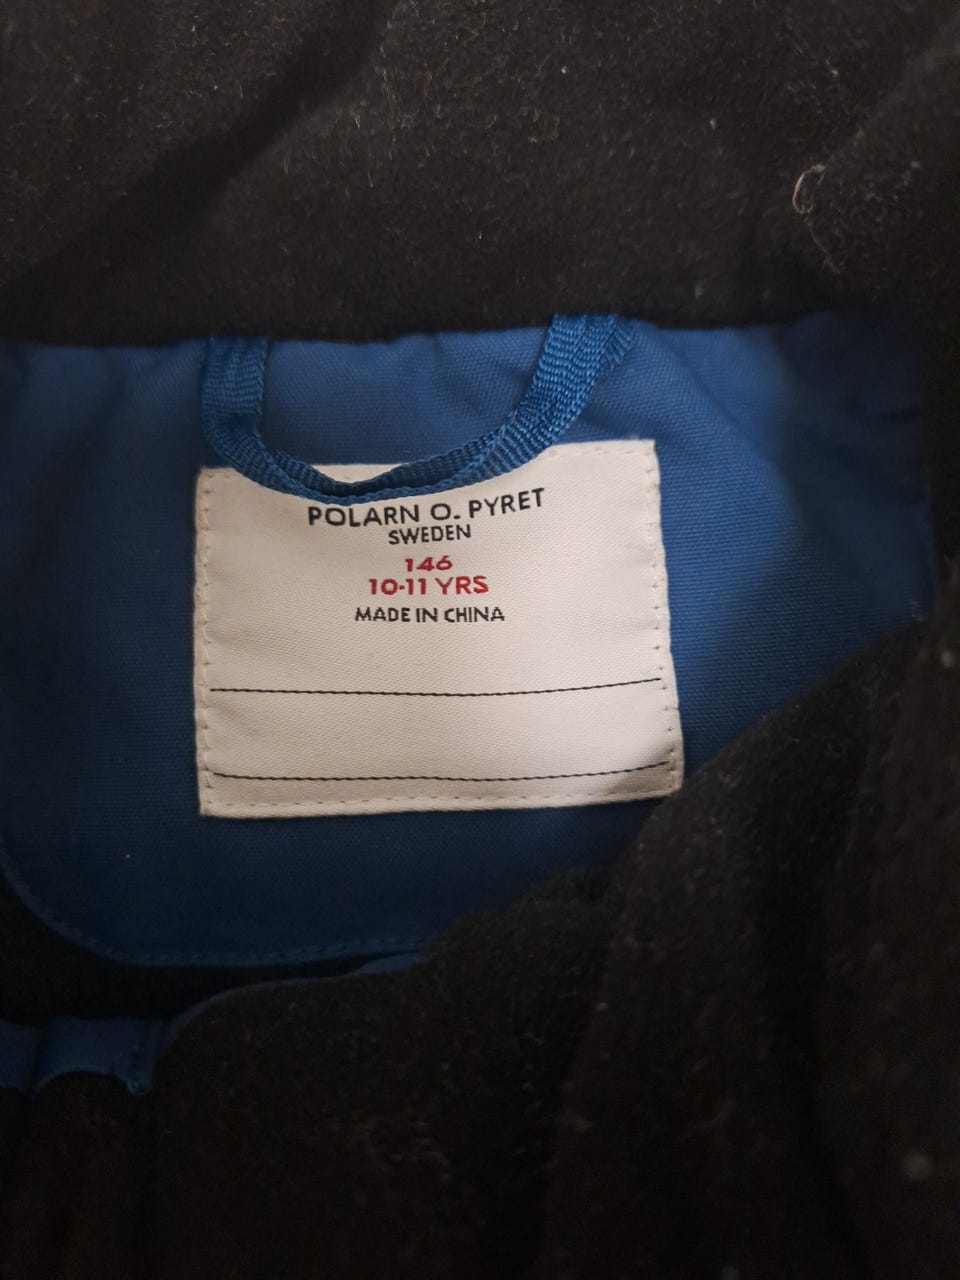 POLARN O. PYRET
SWEDEN
146
10-11 YRS
MADE IN CHINA